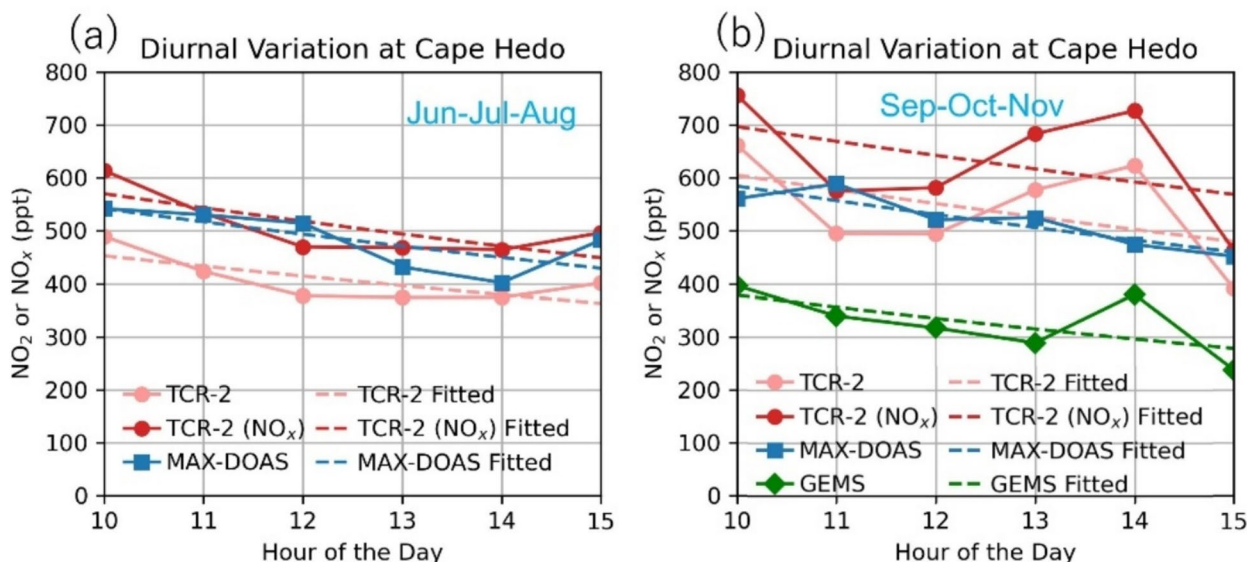 (a)
Diurnal Variation at Cape Hedo
Jun-Jul-Aug
NO₂ or NOₓ (ppt)
800
700
600
500
400
300
200
100
0
TCR-2
TCR-2 Fitted
TCR-2 (NOₓ)
TCR-2 (NOₓ) Fitted
MAX-DOAS
MAX-DOAS Fitted
10 11 12 13 14 15
Hour of the Day
(b)
Diurnal Variation at Cape Hedo
Sep-Oct-Nov
NO₂ or NOₓ (ppt)
800
700
600
500
400
300
200
100
0
TCR-2
TCR-2 Fitted
TCR-2 (NOₓ)
TCR-2 (NOₓ) Fitted
MAX-DOAS
MAX-DOAS Fitted
GEMS
GEMS Fitted
10 11 12 13 14 15
Hour of the Day